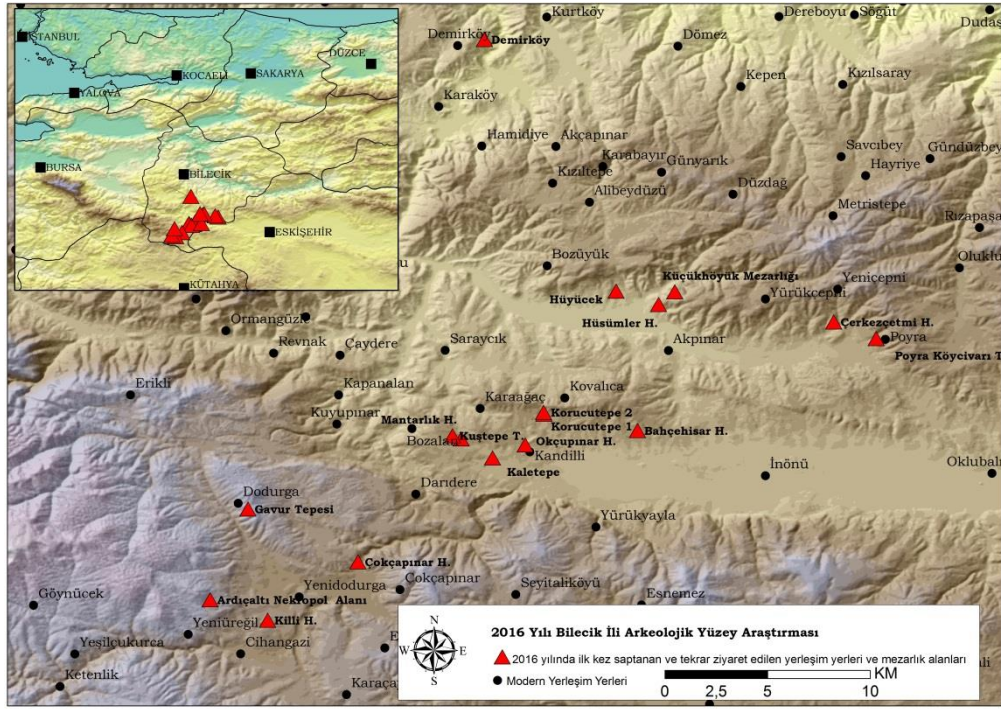 İSTANBUL
DÜZCE
KOCAELİ
SAKARYA
YALOVA
BURSA
BİLECİK
ESKİŞEHİR
KÜTAHYA
Kurtköy
Dereboyu
Söğüt
Demirköy
Demirköy
Dömez
Kepen
Kızılsaray
Karaköy
Hamidiye
Akçapınar
Savcıbey
Gündüzbey
Karabayır
Günyarık
Hayriye
Kızıltepe
Alibeydüzü
Düzdağ
Metristepe
Bozüyük
Küçükhöyük Mezarlığı
Yeniçepni
Hüyücek
Yürükçepni
Hüsümler H.
Çerkezçetmi H.
Revnak
Çaydere
Saraycık
Akpınar
Poyra
Poyra Köycivarı T
Erikli
Kapanalan
Karaağaç
Kovalıca
Kuyupınar
Mantarlık H.
Korucutepe 2
Korucutepe 1
Bahçehisar H.
Kuştepe T.
Okçupınar H.
Kandilli
Kaletepe
İnönü
Darıdere
Dodurga
Gavur Tepesi
Yürükyayla
Çokçapınar H.
Çokçapınar
Seyitaliköyü
Esnemez
Göynücek
Yenidodurga
Ardıçaltı Nekropol Alanı
Killi H.
Yeniüreğil
Cihangazi
Yeşilçukurca
Ketenlik
N
W
E
S
2016 Yılı Bilecik İli Arkeolojik Yüzey Araştırması
2016 yılında ilk kez saptanan ve tekrar ziyaret edilen yerleşim yerleri ve mezarlık alanları
Modern Yerleşim Yerleri
KM
0 2,5 5 10